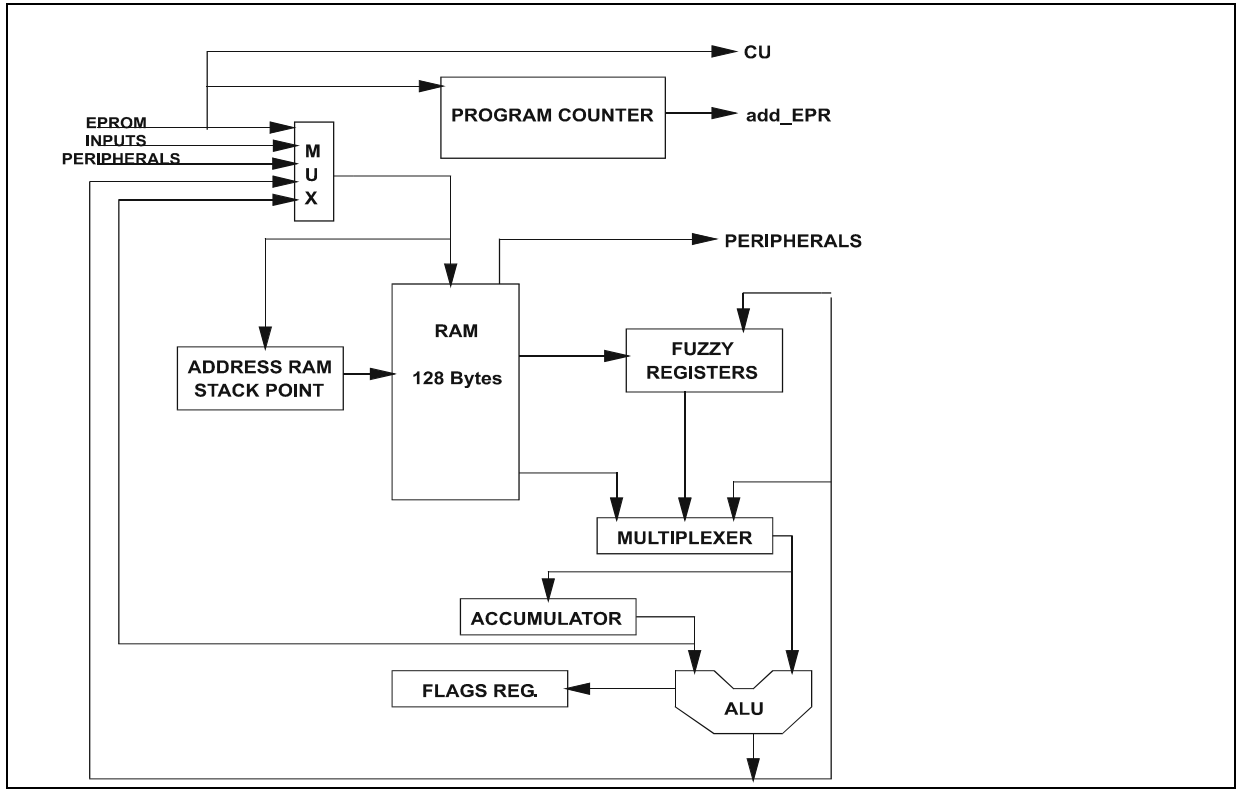 CU
PROGRAM COUNTER
add_EPR
EPROM
INPUTS
PERIPHERALS
M
U
X
PERIPHERALS
RAM
128 Bytes
FUZZY
REGISTERS
ADDRESS RAM
STACK POINT
MULTIPLEXER
ACCUMULATOR
FLAGS REG.
ALU